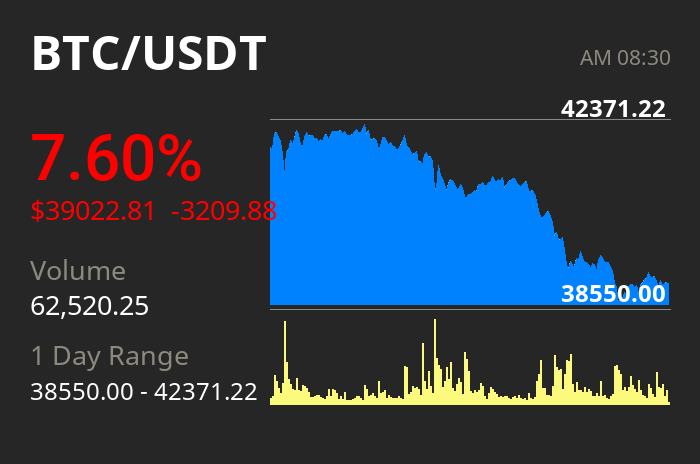 BTC/USDT
AM 08:30
42371.22
7.60%
$39022.81 -3209.88
Volume
62,520.25
38550.00
1 Day Range
38550.00 - 42371.22